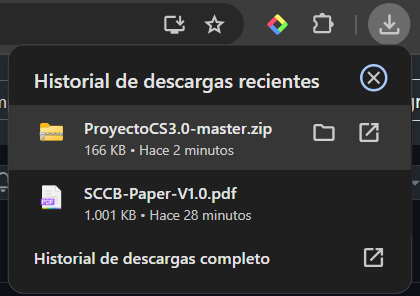 Historial de descargas recientes
ProyectoCS3.0-master.zip
166 KB • Hace 2 minutos
SCCB-Paper-V1.0.pdf
1.001 KB • Hace 28 minutos
Historial de descargas completo